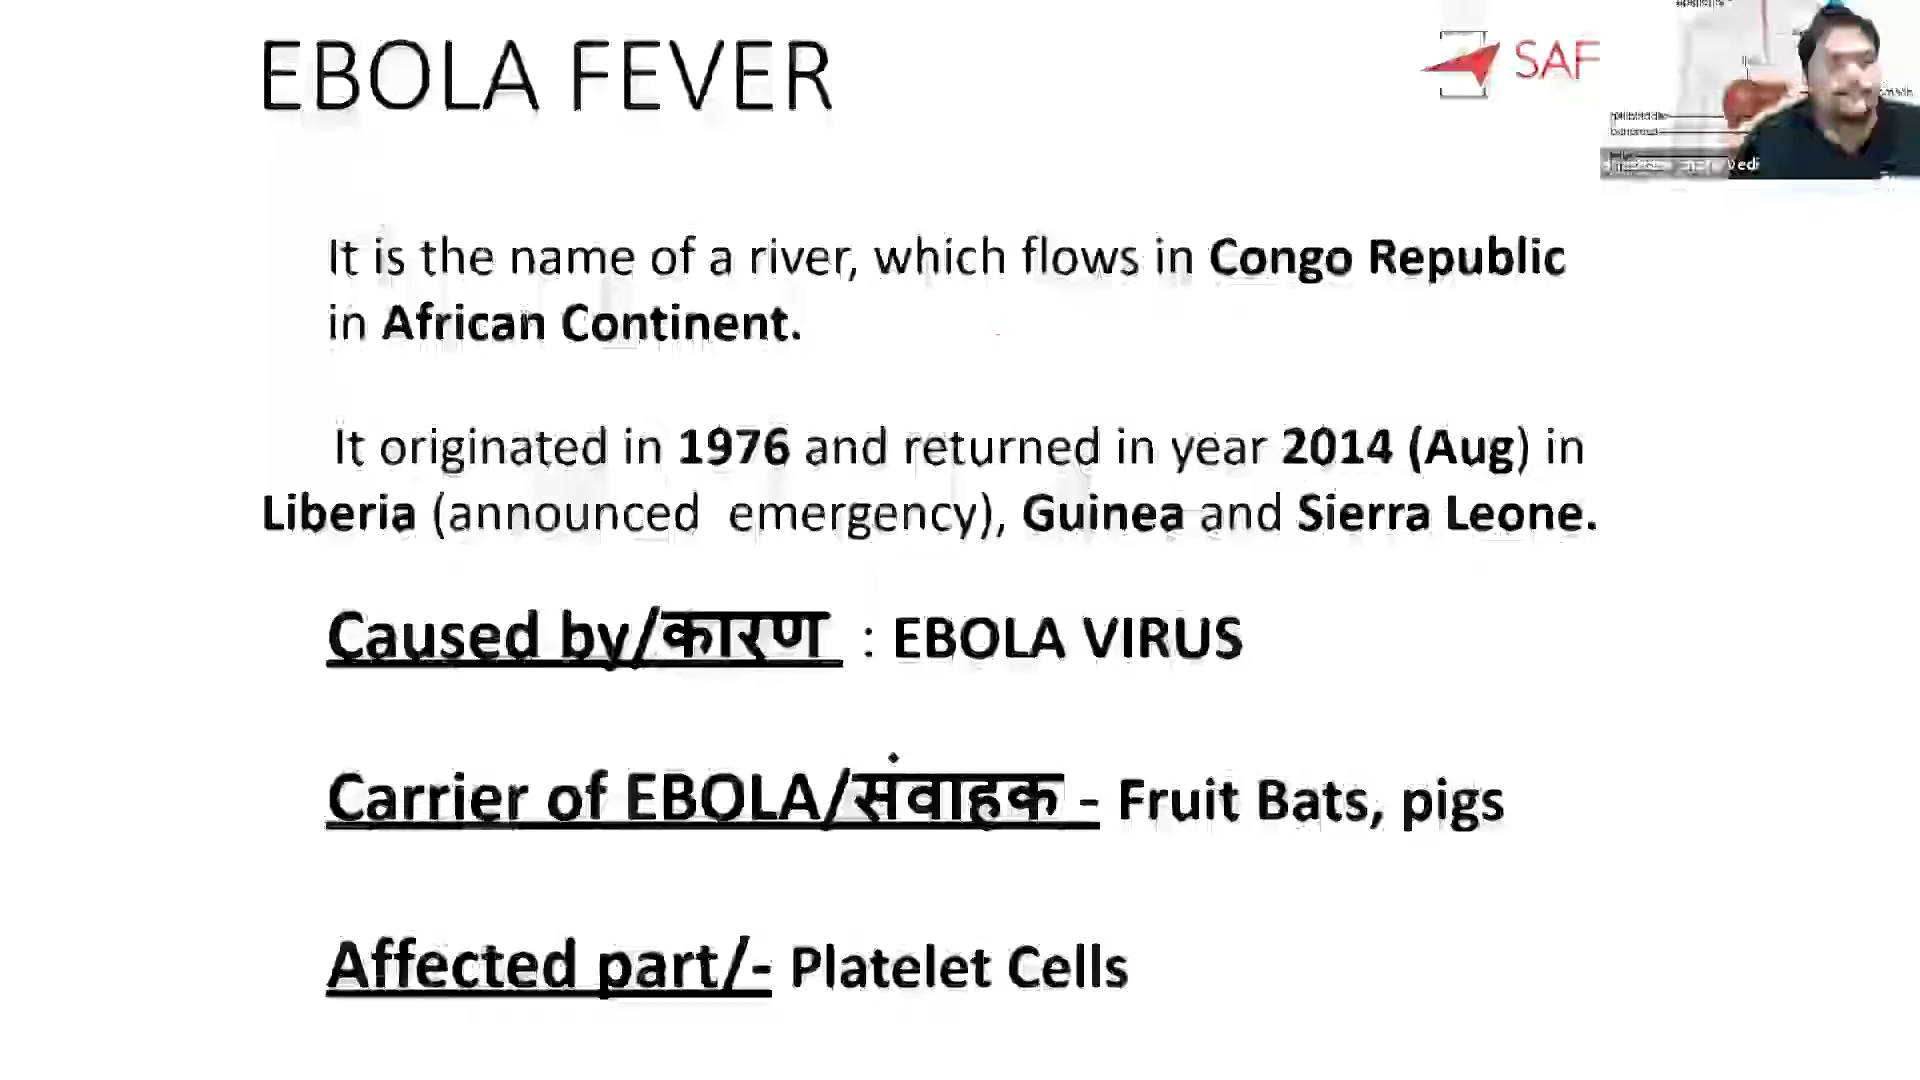 EBOLA FEVER
SAF
It is the name of a river, which flows in Congo Republic
in African Continent.
It originated in 1976 and returned in year 2014 (Aug) in
Liberia (announced emergency), Guinea and Sierra Leone.
Caused by/कारण : EBOLA VIRUS
Carrier of EBOLA/संवाहक - Fruit Bats, pigs
Affected part/- Platelet Cells